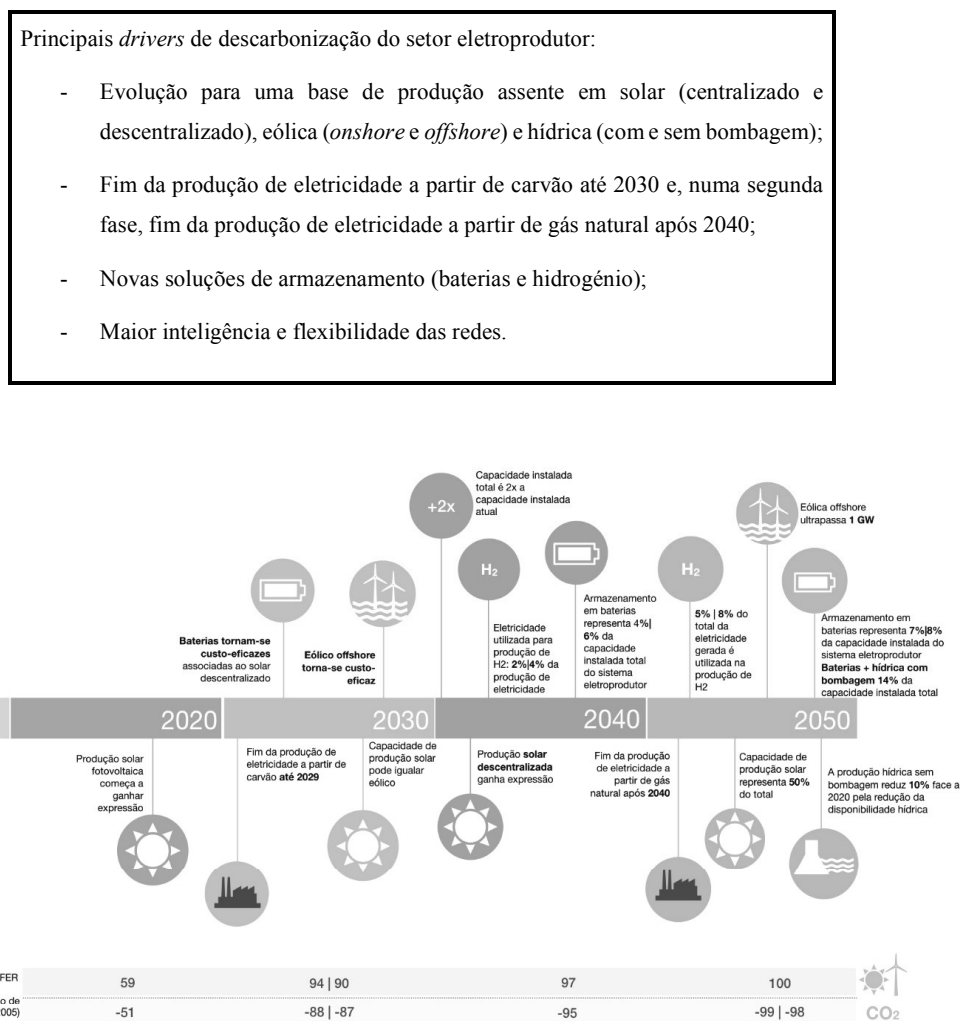 Principais drivers de descarbonização do setor eletroprodutor:
- Evolução para uma base de produção assente em solar (centralizado e
descentralizado), eólica (onshore e offshore) e hídrica (com e sem bombagem);
- Fim da produção de eletricidade a partir de carvão até 2030 e, numa segunda
fase, fim da produção de eletricidade a partir de gás natural após 2040;
- Novas soluções de armazenamento (baterias e hidrogénio);
- Maior inteligência e flexibilidade das redes.
+2x
Capacidade instalada
total é 2x a
capacidade instalada
atual
Eólica offshore
ultrapassa 1 GW
H₂
H₂
Baterias tornam-se
custo-eficazes
associadas ao solar
descentralizado
Eólico offshore
torna-se custo-
eficaz
Eletricidade
utilizada para
produção de
H2: 2%|4% da
produção de
eletricidade
Armazenamento
em baterias
representa 4%|
6% da
capacidade
instalada total
do sistema
eletroprodutor
5% | 8% do
total da
eletricidade
gerada é
utilizada na
produção de
H2
Armazenamento em
baterias representa 7%|8%
da capacidade instalada do
sistema eletroprodutor
Baterias + hídrica com
bombagem 14% da
capacidade instalada total
2020 2030 2040 2050
Produção solar
fotovoltaica
começa a
ganhar
expressão
Fim da produção de
eletricidade a partir de
carvão até 2029
Capacidade de
produção solar
pode igualar
eólico
Produção solar
descentralizada
ganha expressão
Fim da produção
de eletricidade a
partir de gás
natural após 2040
Capacidade de
produção solar
representa 50%
do total
A produção hídrica sem
bombagem reduz 10% face a
2020 pela redução da
disponibilidade hídrica
FER 59 94 | 90 97 100
o de
2005) -51 -88 | -87 -95 -99 | -98 CO₂